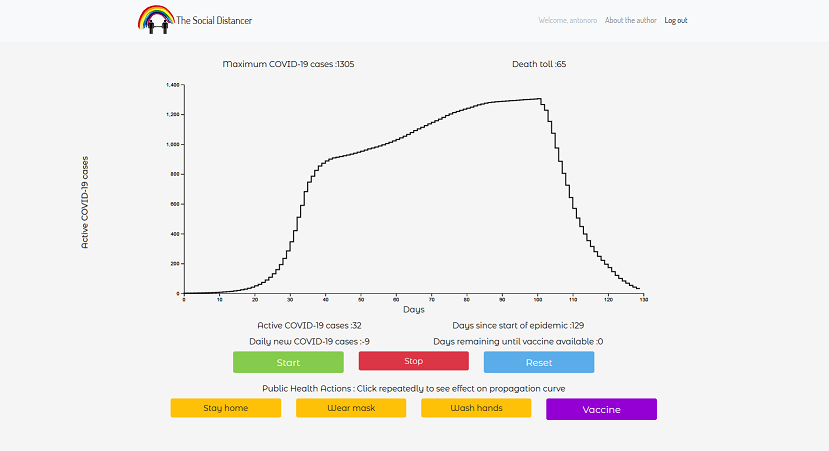 The Social Distancer
Welcome, antonoro About the author Log out
Maximum COVID-19 cases :1305 Death toll :65
1,400
1,200
1,000
800
600
400
200
0
Active COVID-19 cases
0 10 20 30 40 50 60 70 80 90 100 110 120 130
Days
Active COVID-19 cases :32 Days since start of epidemic :129
Daily new COVID-19 cases :-9 Days remaining until vaccine available :0
Start Stop Reset
Public Health Actions : Click repeatedly to see effect on propagation curve
Stay home Wear mask Wash hands Vaccine